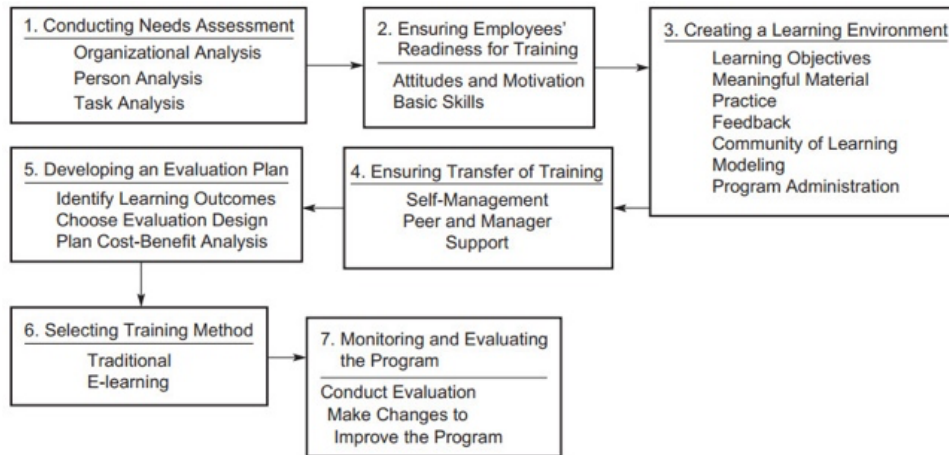 1. Conducting Needs Assessment
Organizational Analysis
Person Analysis
Task Analysis
2. Ensuring Employees'
Readiness for Training
Attitudes and Motivation
Basic Skills
3. Creating a Learning Environment
Learning Objectives
Meaningful Material
Practice
Feedback
Community of Learning
Modeling
Program Administration
4. Ensuring Transfer of Training
Self-Management
Peer and Manager
Support
5. Developing an Evaluation Plan
Identify Learning Outcomes
Choose Evaluation Design
Plan Cost-Benefit Analysis
6. Selecting Training Method
Traditional
E-learning
7. Monitoring and Evaluating
the Program
Conduct Evaluation
Make Changes to
Improve the Program